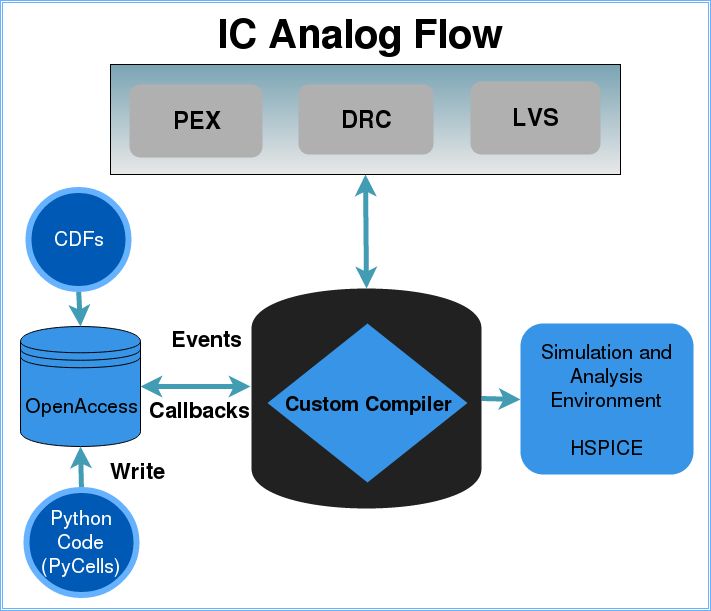 IC Analog Flow
PEX
DRC
LVS
CDFs
Events
Callbacks
OpenAccess
Custom Compiler
Simulation and
Analysis
Environment
HSPICE
Write
Python
Code
(PyCells)